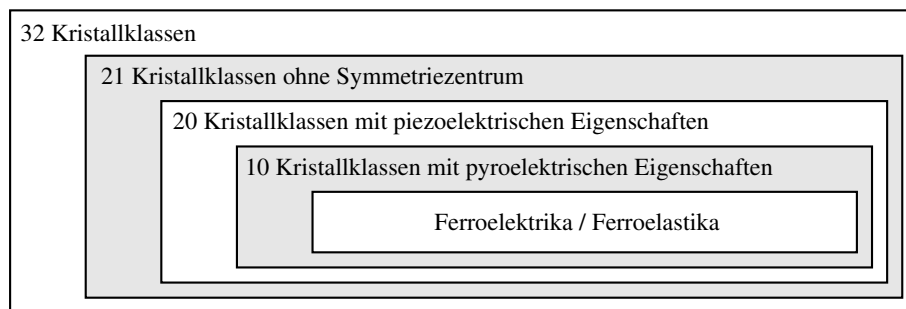 32 Kristallklassen
21 Kristallklassen ohne Symmetriezentrum
20 Kristallklassen mit piezoelektrischen Eigenschaften
10 Kristallklassen mit pyroelektrischen Eigenschaften
Ferroelektrika / Ferroelastika